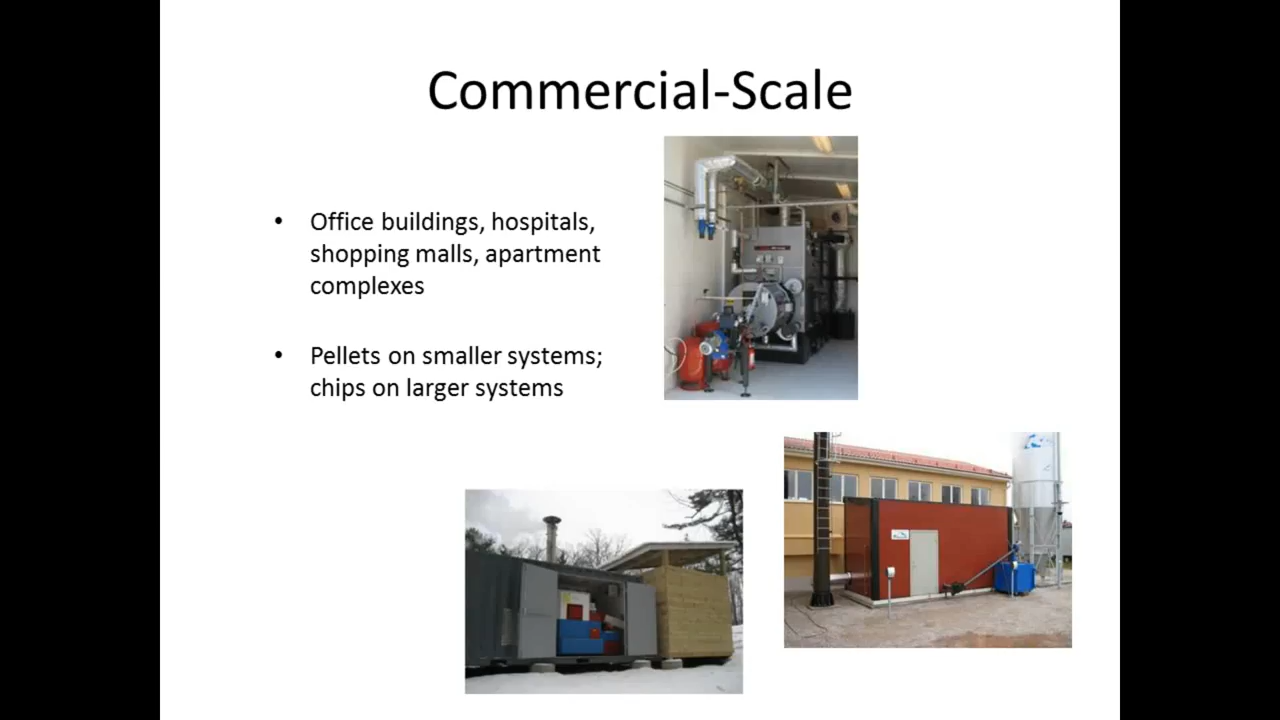 Commercial-Scale
• Office buildings, hospitals,
shopping malls, apartment
complexes
• Pellets on smaller systems;
chips on larger systems